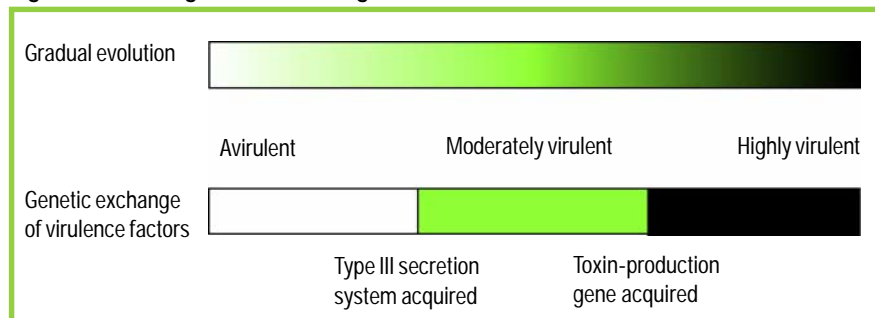 Gradual evolution
Avirulent Moderately virulent Highly virulent
Genetic exchange
of virulence factors
Type III secretion Toxin-production
system acquired gene acquired